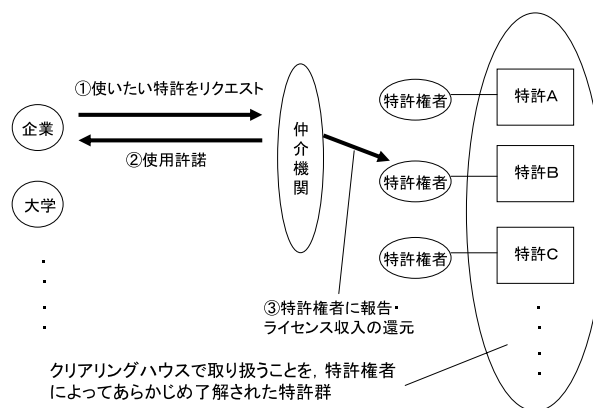 ①使いたい特許をリクエスト
企業
②使用許諾
大学
仲介機関
特許権者
特許A
特許権者
特許B
特許権者
特許C
③特許権者に報告・
ライセンス収入の還元
クリアリングハウスで取り扱うことを，特許権者
によってあらかじめ了解された特許群